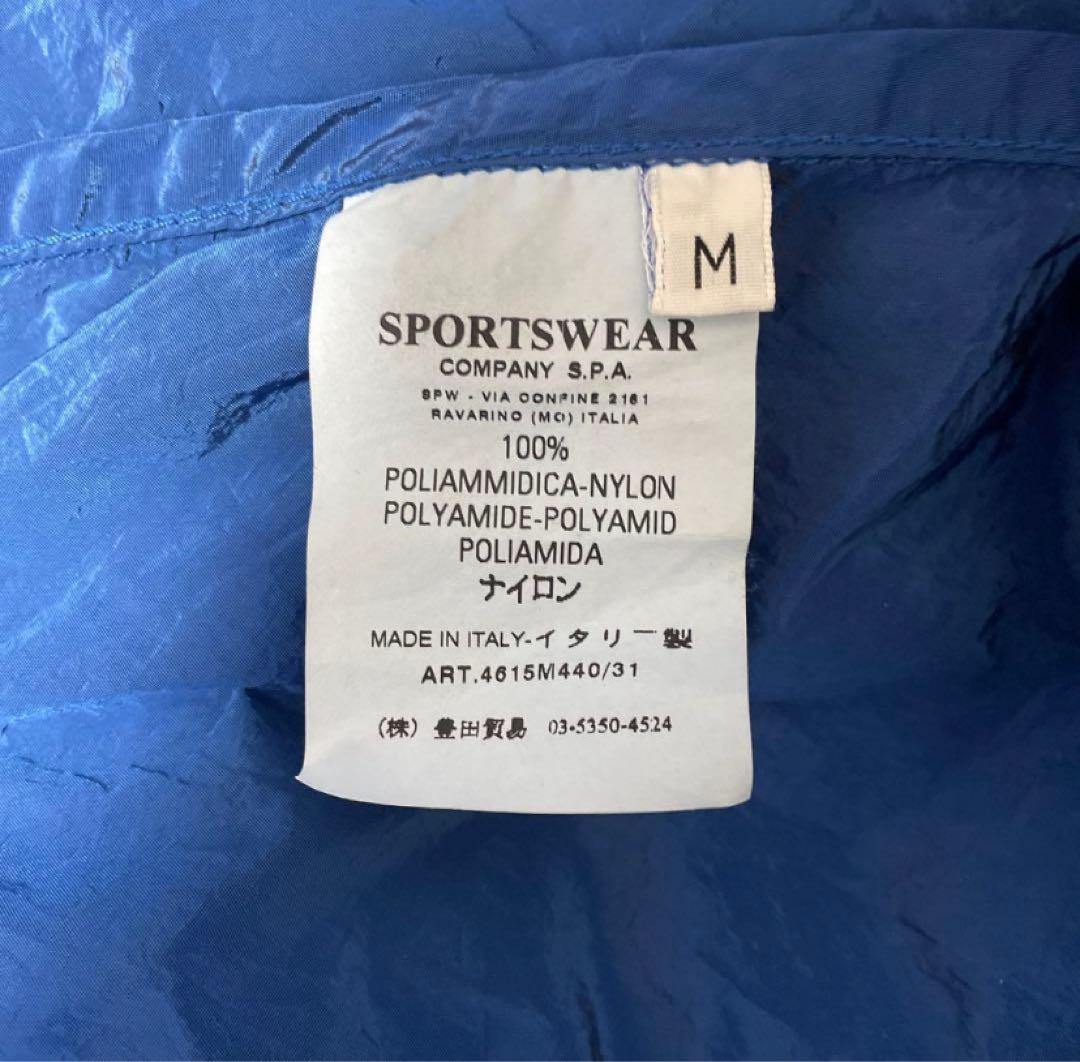 M
SPORTSWEAR
COMPANY S.P.A.
SPW - VIA CONFINE 2161
RAVARINO (MO) ITALIA
100%
POLIAMMIDICA-NYLON
POLYAMIDE-POLYAMID
POLIAMIDA
ナイロン
MADE IN ITALY-イタリー製
ART.4615M440/31
(株) 豊田貿易 03-5350-4524